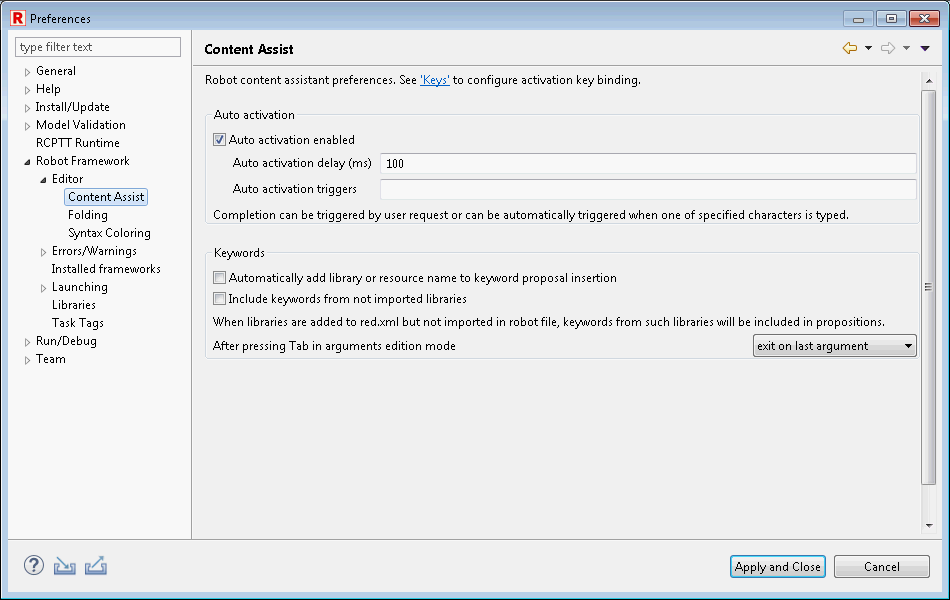 R Preferences
type filter text
General
Help
Install/Update
Model Validation
RCPTT Runtime
Robot Framework
Editor
Content Assist
Folding
Syntax Coloring
Errors/Warnings
Installed frameworks
Launching
Libraries
Task Tags
Run/Debug
Team
Content Assist
Robot content assistant preferences. See 'Keys' to configure activation key binding.
Auto activation
Auto activation enabled
Auto activation delay (ms) 100
Auto activation triggers
Completion can be triggered by user request or can be automatically triggered when one of specified characters is typed.
Keywords
Automatically add library or resource name to keyword proposal insertion
Include keywords from not imported libraries
When libraries are added to red.xml but not imported in robot file, keywords from such libraries will be included in propositions.
After pressing Tab in arguments edition mode exit on last argument
? Apply and Close Cancel